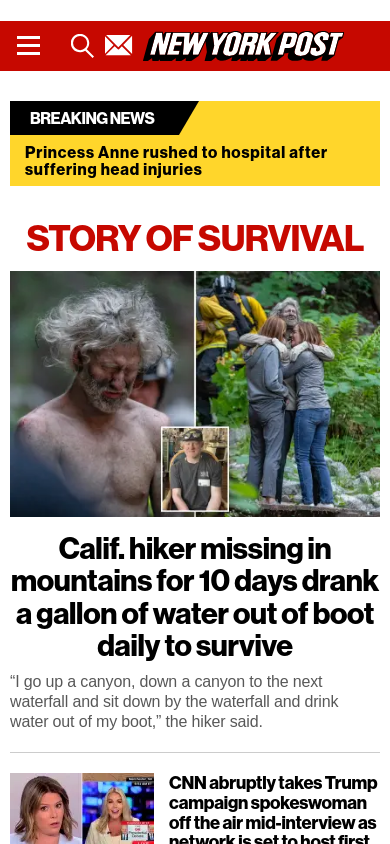 NEW YORK POST
BREAKING NEWS
Princess Anne rushed to hospital after
suffering head injuries
STORY OF SURVIVAL
Calif. hiker missing in
mountains for 10 days drank
a gallon of water out of boot
daily to survive
“I go up a canyon, down a canyon to the next
waterfall and sit down by the waterfall and drink
water out of my boot,” the hiker said.
CNN abruptly takes Trump
campaign spokeswoman
off the air mid-interview as
network is set to host first